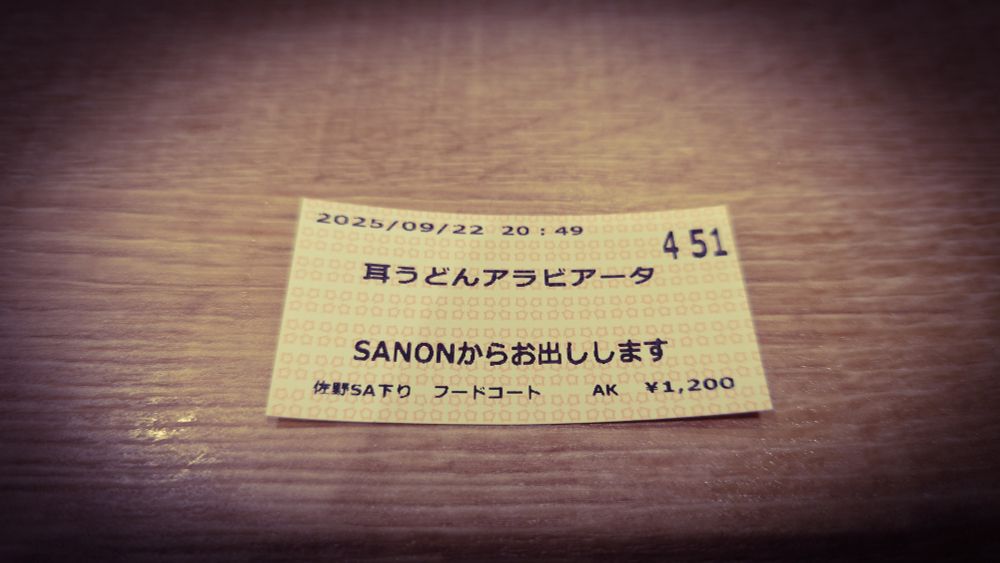 2025/09/22 20:49
451
耳うどんアラビアータ
SANONからお出しします
佐野SA下り フードコート AK ¥1,200